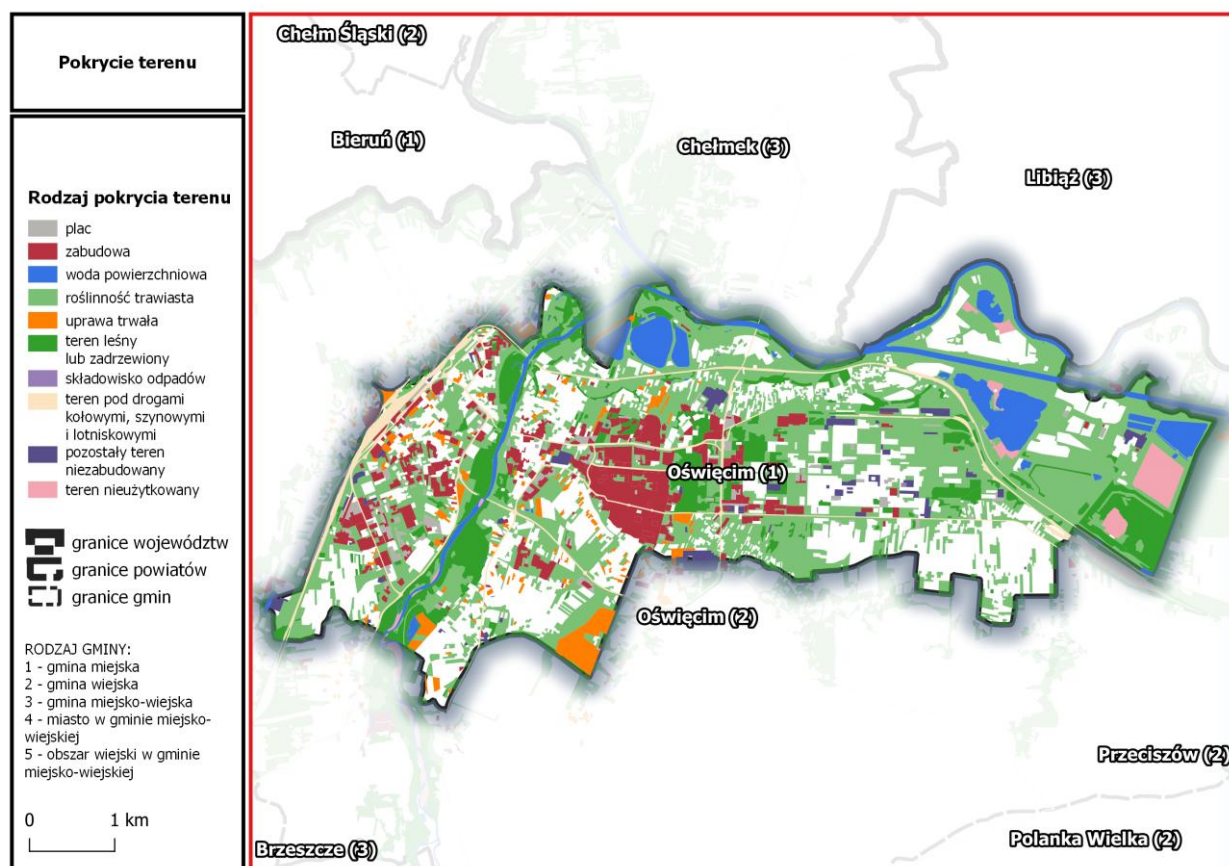 Pokrycie terenu
Rodzaj pokrycia terenu
plac
zabudowa
woda powierzchniowa
roślinność trawiasta
uprawa trwała
teren leśny
lub zadrzewiony
składowisko odpadów
teren pod drogami
kołowymi, szynowymi
i lotniskowymi
pozostały teren
niezabudowany
teren nieużytkowany
granice województw
granice powiatów
granice gmin
RODZAJ GMINY:
1 - gmina miejska
2 - gmina wiejska
3 - gmina miejsko-wiejska
4 - miasto w gminie miejsko-
wiejskiej
5 - obszar wiejski w gminie
miejsko-wiejskiej
0 1 km
Chełm Śląski (2)
Bieruń (1)
Chełmek (3)
Libiąż (3)
Oświęcim (1)
Oświęcim (2)
Przeciszów (2)
Polanka Wielka (2)
Brzeszcze (3)